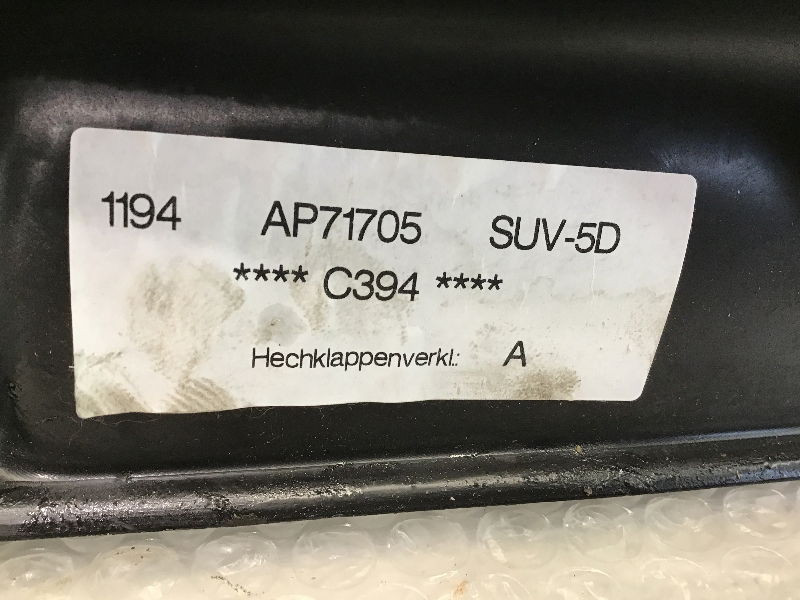 1194 AP71705 SUV-5D
**** C394 ****
Hechklappenverkl.: A